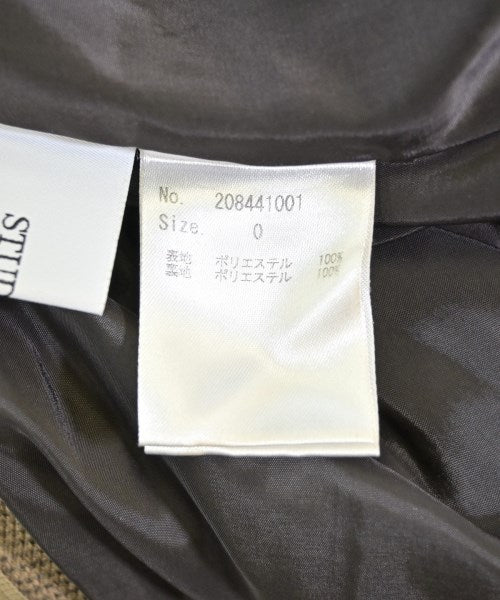 No. 208441001
Size. 0
表地 ポリエステル 100%
裏地 ポリエステル 100%
STUD